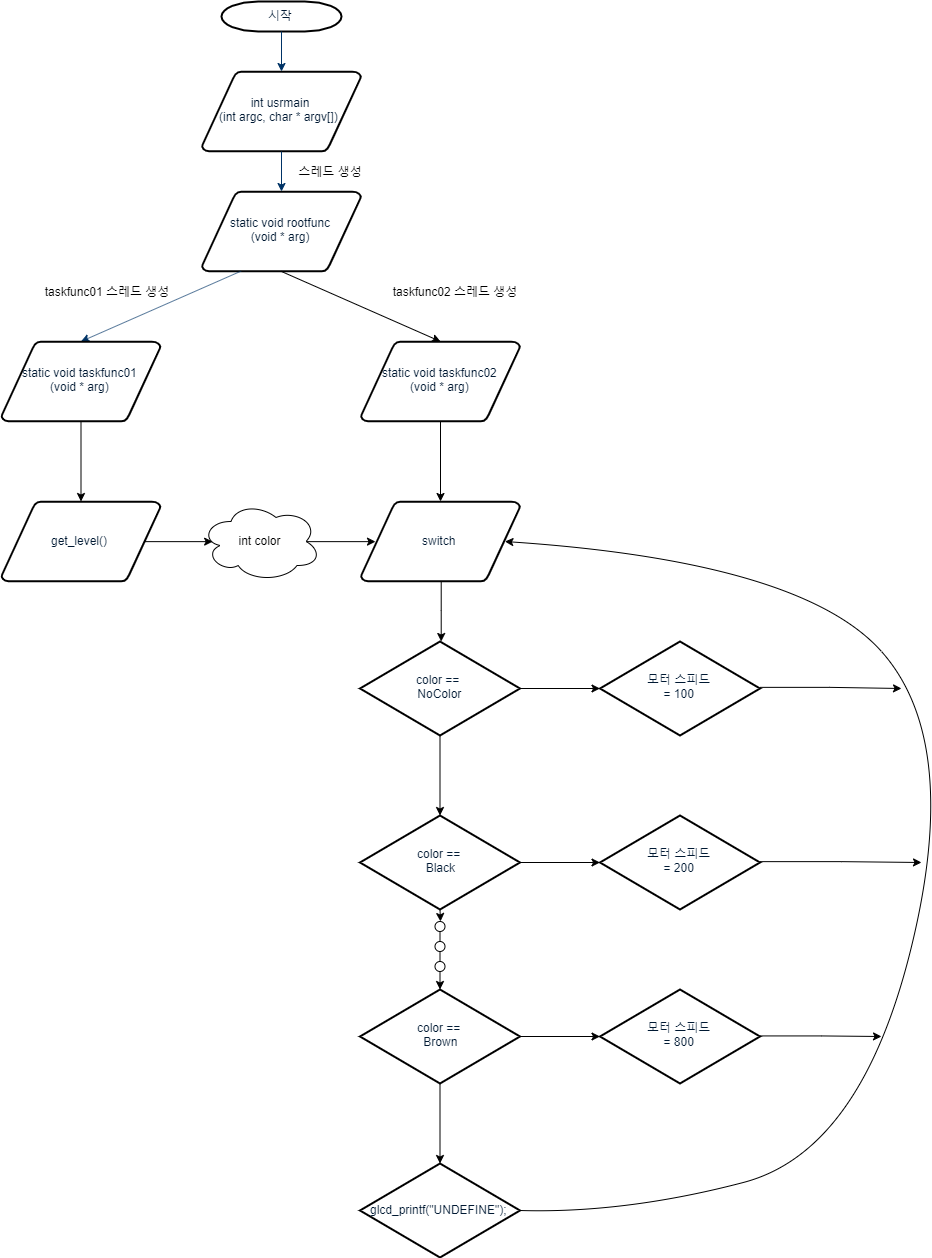 시작
int usrmain
(int argc, char * argv[])
스레드 생성
static void rootfunc
(void * arg)
taskfunc01 스레드 생성
taskfunc02 스레드 생성
static void taskfunc01
(void * arg)
static void taskfunc02
(void * arg)
get_level()
int color
switch
color ==
NoColor
모터 스피드
= 100
color ==
Black
모터 스피드
= 200
color ==
Brown
모터 스피드
= 800
glcd_printf("UNDEFINE");